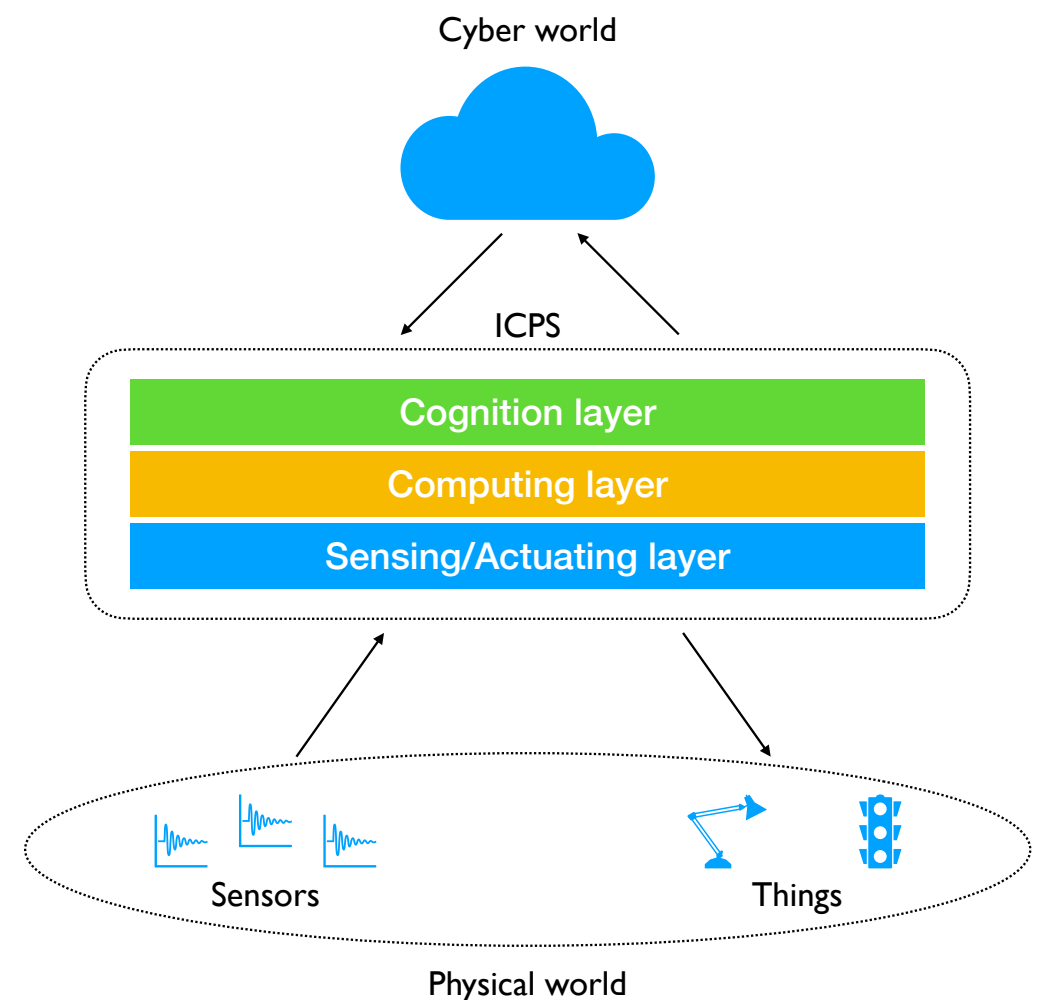 Cyber world
ICPS
Cognition layer
Computing layer
Sensing/Actuating layer
Sensors
Things
Physical world